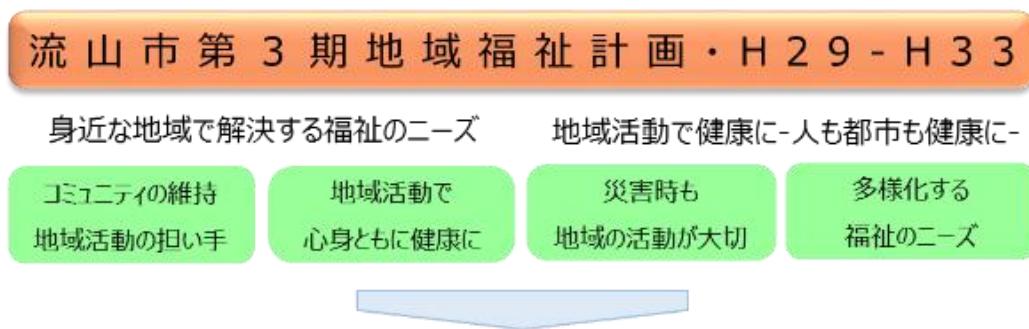 流山市第３期地域福祉計画・H２９-H３３
身近な地域で解決する福祉のニーズ
地域活動で健康に-人も都市も健康に-
コミュニティの維持
地域活動の担い手
地域活動で
心身ともに健康に
災害時も
地域の活動が大切
多様化する
福祉のニーズ